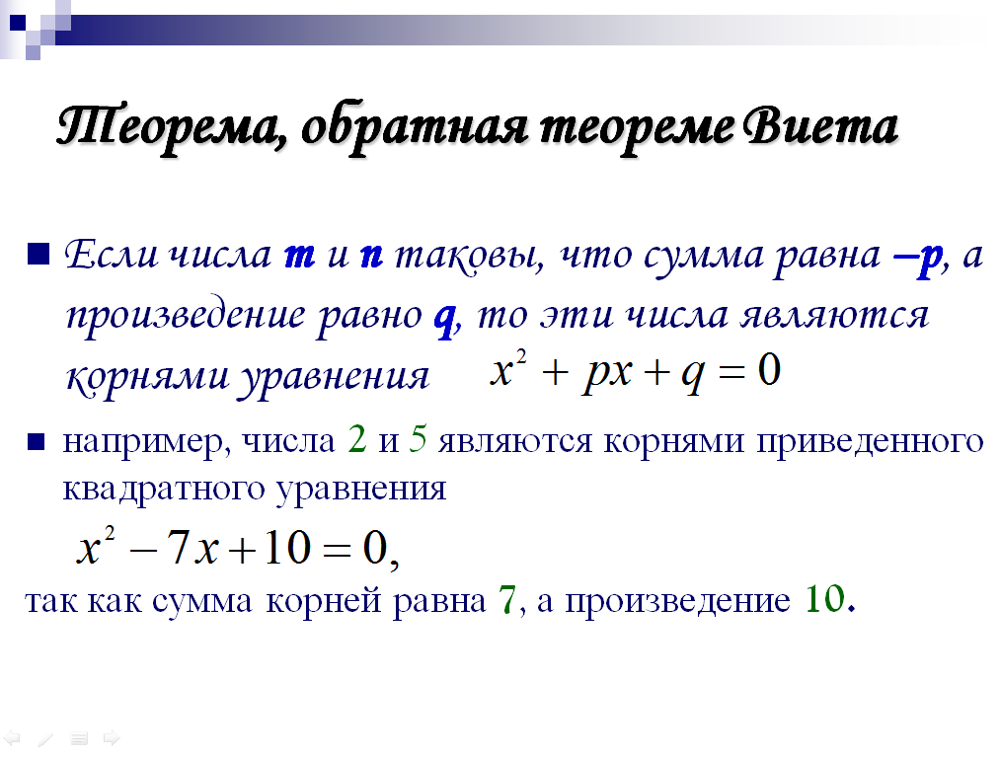 Теорема, обратная теореме Виета
Если числа m и n таковы, что сумма равна –p, а
произведение равно q, то эти числа являются
корнями уравнения x² + px + q = 0
например, числа 2 и 5 являются корнями приведенного
квадратного уравнения
x² – 7x + 10 = 0,
так как сумма корней равна 7, а произведение 10.